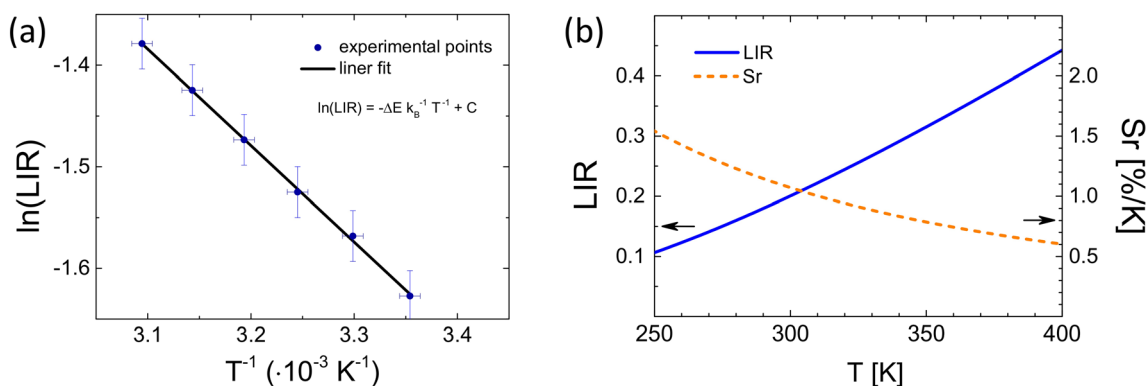 (a)
experimental points
liner fit
ln(LIR) = -ΔE k_B^-1 T^-1 + C
ln(LIR)
-1.4
-1.5
-1.6
3.1
3.2
3.3
3.4
T^-1 (·10^-3 K^-1)
(b)
LIR
Sr
LIR
0.4
0.3
0.2
0.1
250
300
350
400
T [K]
2.0
1.5
1.0
0.5
Sr [%/K]